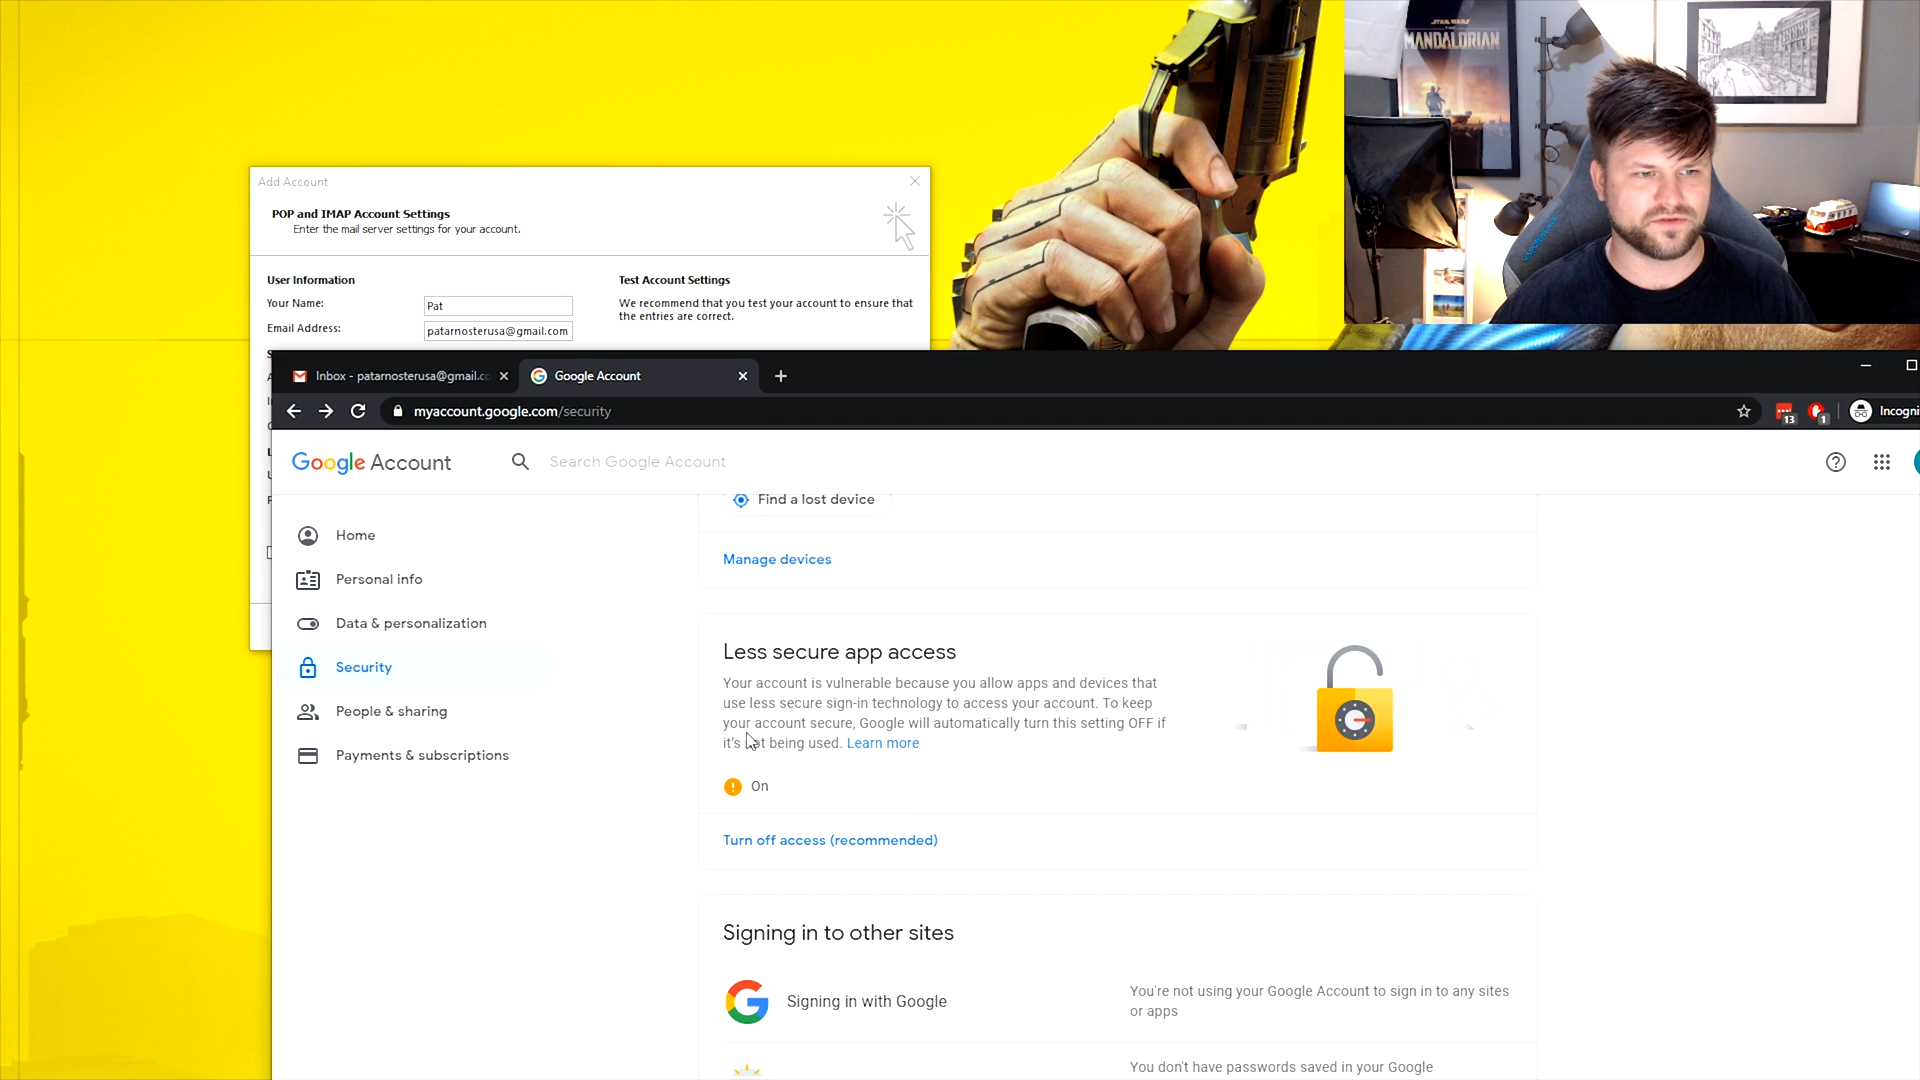 STAR WARS
THE
MANDALORIAN
Add Account
POP and IMAP Account Settings
Enter the mail server settings for your account.
User Information
Test Account Settings
Your Name:
Pat
We recommend that you test your account to ensure that
the entries are correct.
Email Address:
patarnosterusa@gmail.com
Inbox - patarnosterusa@gmail.co
Google Account
myaccount.google.com/security
13
1
Incogni
Google Account
Search Google Account
Find a lost device
Home
Manage devices
Personal info
Data & personalization
Less secure app access
Security
Your account is vulnerable because you allow apps and devices that
use less secure sign-in technology to access your account. To keep
People & sharing
your account secure, Google will automatically turn this setting OFF if
it's not being used. Learn more
Payments & subscriptions
On
Turn off access (recommended)
Signing in to other sites
Signing in with Google
You're not using your Google Account to sign in to any sites
or apps
You don't have passwords saved in your Google